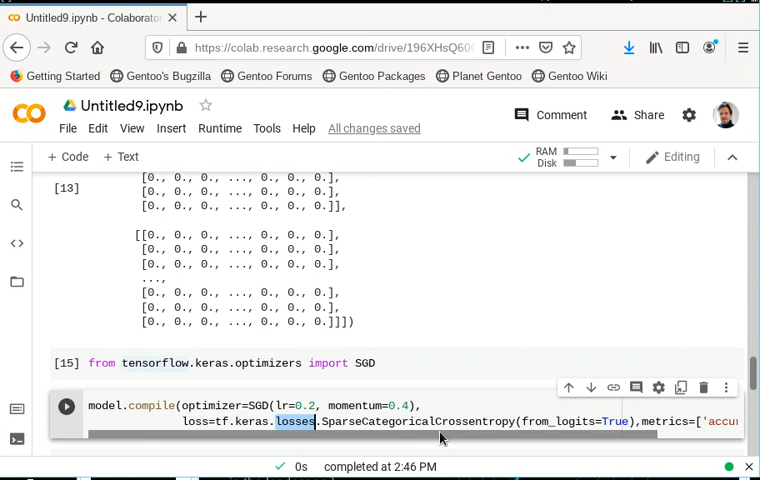 Untitled9.ipynb - Colaborator
https://colab.research.google.com/drive/196XHsQ60
Getting Started Gentoo's Bugzilla Gentoo Forums Gentoo Packages Planet Gentoo Gentoo Wiki
Untitled9.ipynb
Comment Share
File Edit View Insert Runtime Tools Help All changes saved
+ Code + Text
RAM
Disk
Editing
[0., 0., 0., ..., 0., 0., 0.],
[13] [0., 0., 0., ..., 0., 0., 0.],
[0., 0., 0., ..., 0., 0., 0.]],
[[0., 0., 0., ..., 0., 0., 0.],
[0., 0., 0., ..., 0., 0., 0.],
[0., 0., 0., ..., 0., 0., 0.],
...,
[0., 0., 0., ..., 0., 0., 0.],
[0., 0., 0., ..., 0., 0., 0.],
[0., 0., 0., ..., 0., 0., 0.]]])
[15] from tensorflow.keras.optimizers import SGD
model.compile(optimizer=SGD(lr=0.2, momentum=0.4),
loss=tf.keras.losses.SparseCategoricalCrossentropy(from_logits=True),metrics=['accu
0s completed at 2:46 PM